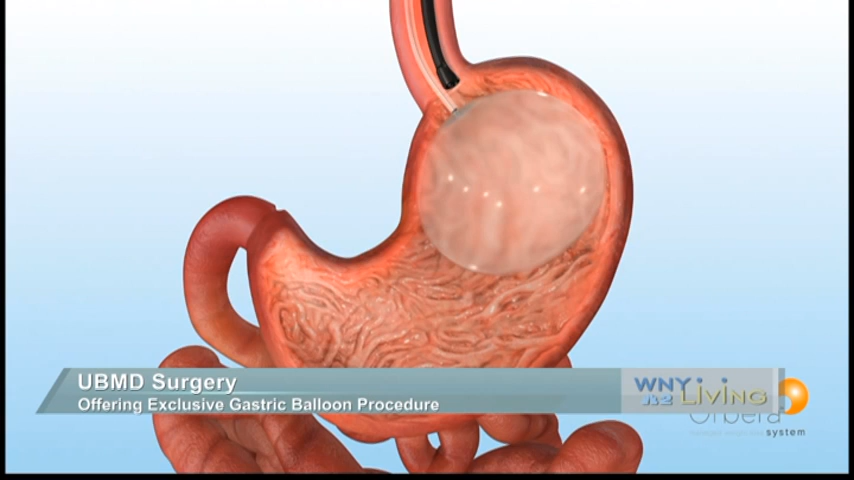 UBMD Surgery
Offering Exclusive Gastric Balloon Procedure
WNY
LIVING
Orbera
system